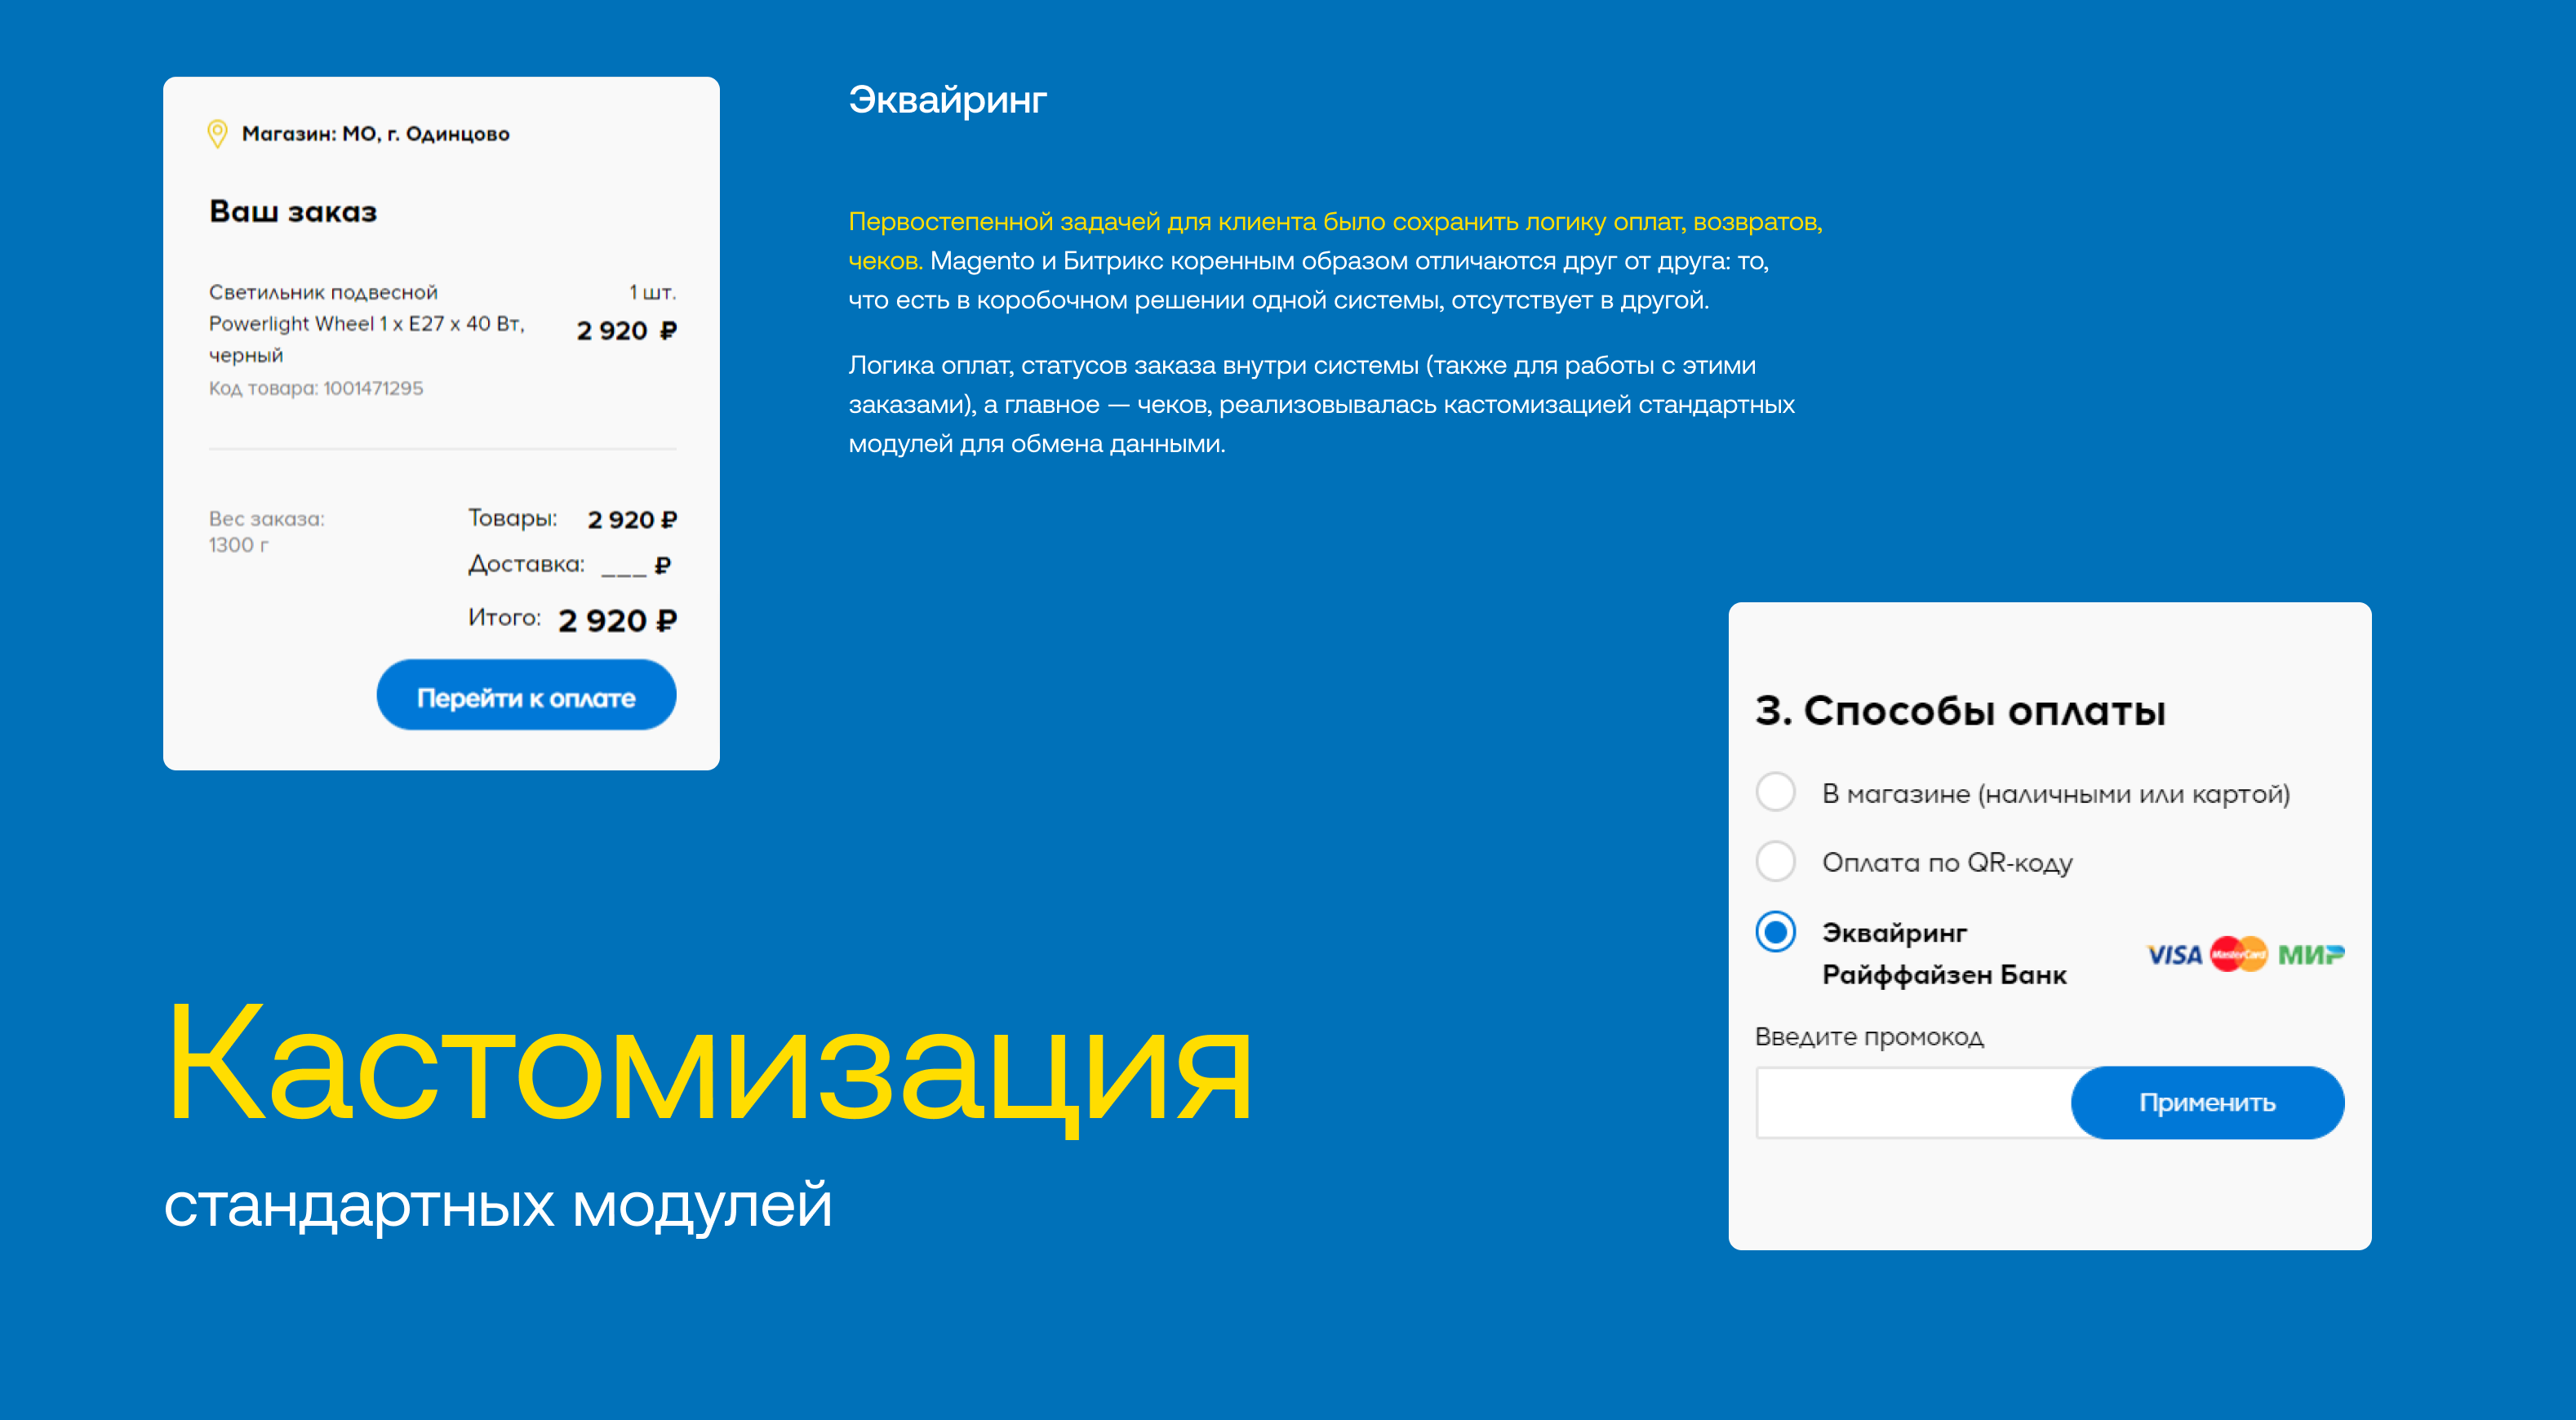 Магазин: МО, г. Одинцово
Ваш заказ
Светильник подвесной
Powerlight Wheel 1 x E27 x 40 Вт,
черный
1 шт.
2 920 ₽
Код товара: 1001471295
Вес заказа:
1300 г
Товары: 2 920 ₽
Доставка: ___ ₽
Итого: 2 920 ₽
Перейти к оплате
Эквайринг
Первостепенной задачей для клиента было сохранить логику оплат, возвратов,
чеков. Magento и Битрикс коренным образом отличаются друг от друга: то,
что есть в коробочном решении одной системы, отсутствует в другой.
Логика оплат, статусов заказа внутри системы (также для работы с этими
заказами), а главное — чеков, реализовывалась кастомизацией стандартных
модулей для обмена данными.
3. Способы оплаты
В магазине (наличными или картой)
Оплата по QR-коду
Эквайринг
Райффайзен Банк
VISA MasterCard МИР
Введите промокод
Применить
Кастомизация
стандартных модулей